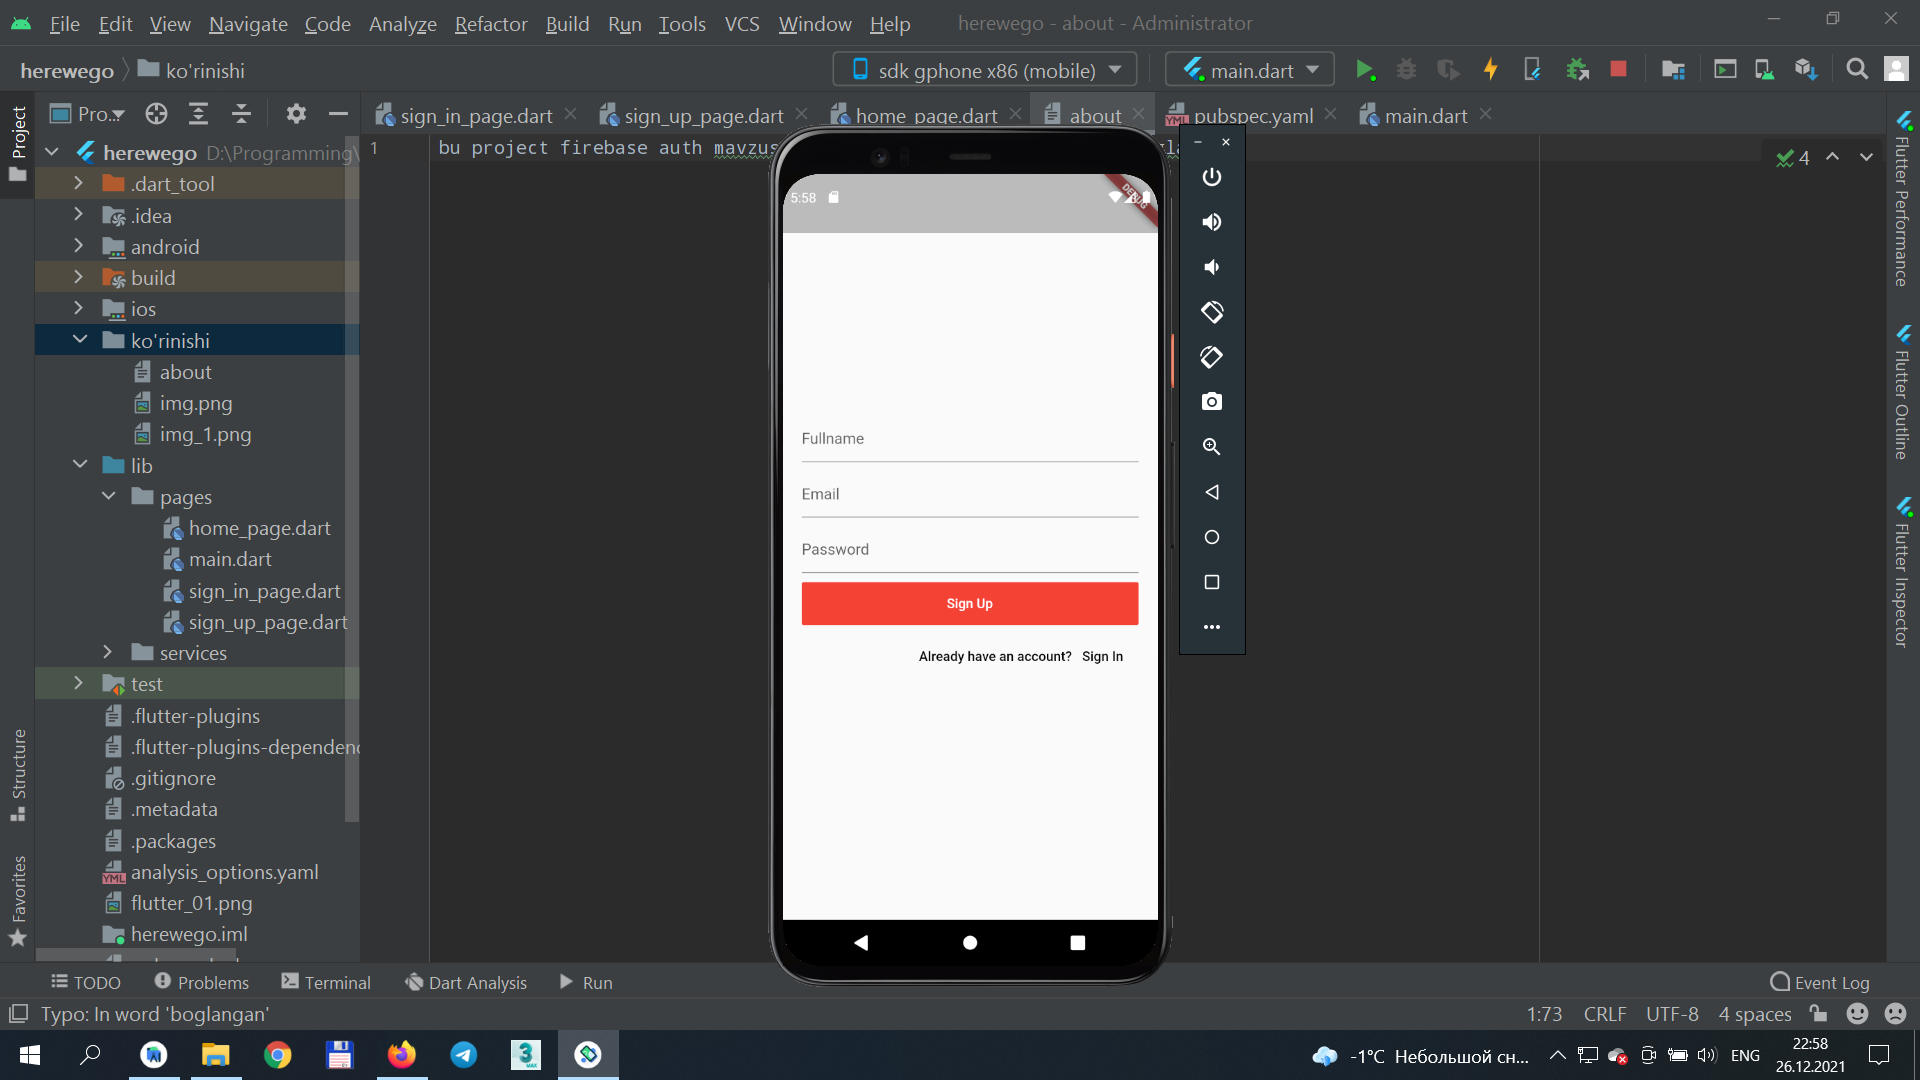 File Edit View Navigate Code Analyze Refactor Build Run Tools VCS Window Help herewego - about - Administrator
herewego ko'rinishi sdk gphone x86 (mobile) main.dart
Pro... sign_in_page.dart sign_up_page.dart home_page.dart about pubspec.yaml main.dart
Project
Structure
Favorites
herewego D:\Programming\
.dart_tool
.idea
android
build
ios
ko'rinishi
about
img.png
img_1.png
lib
pages
home_page.dart
main.dart
sign_in_page.dart
sign_up_page.dart
services
test
.flutter-plugins
.flutter-plugins-dependenc
.gitignore
.metadata
.packages
analysis_options.yaml
flutter_01.png
herewego.iml
1 bu project firebase auth mavzus
4
5:58
DEBUG
Fullname
Email
Password
Sign Up
Already have an account? Sign In
Flutter Performance
Flutter Outline
Flutter Inspector
TODO Problems Terminal Dart Analysis Run Event Log
Typo: In word 'boglangan' 1:73 CRLF UTF-8 4 spaces
-1°C Небольшой сн... ENG 22:58
26.12.2021
YML
YML
3
MAX